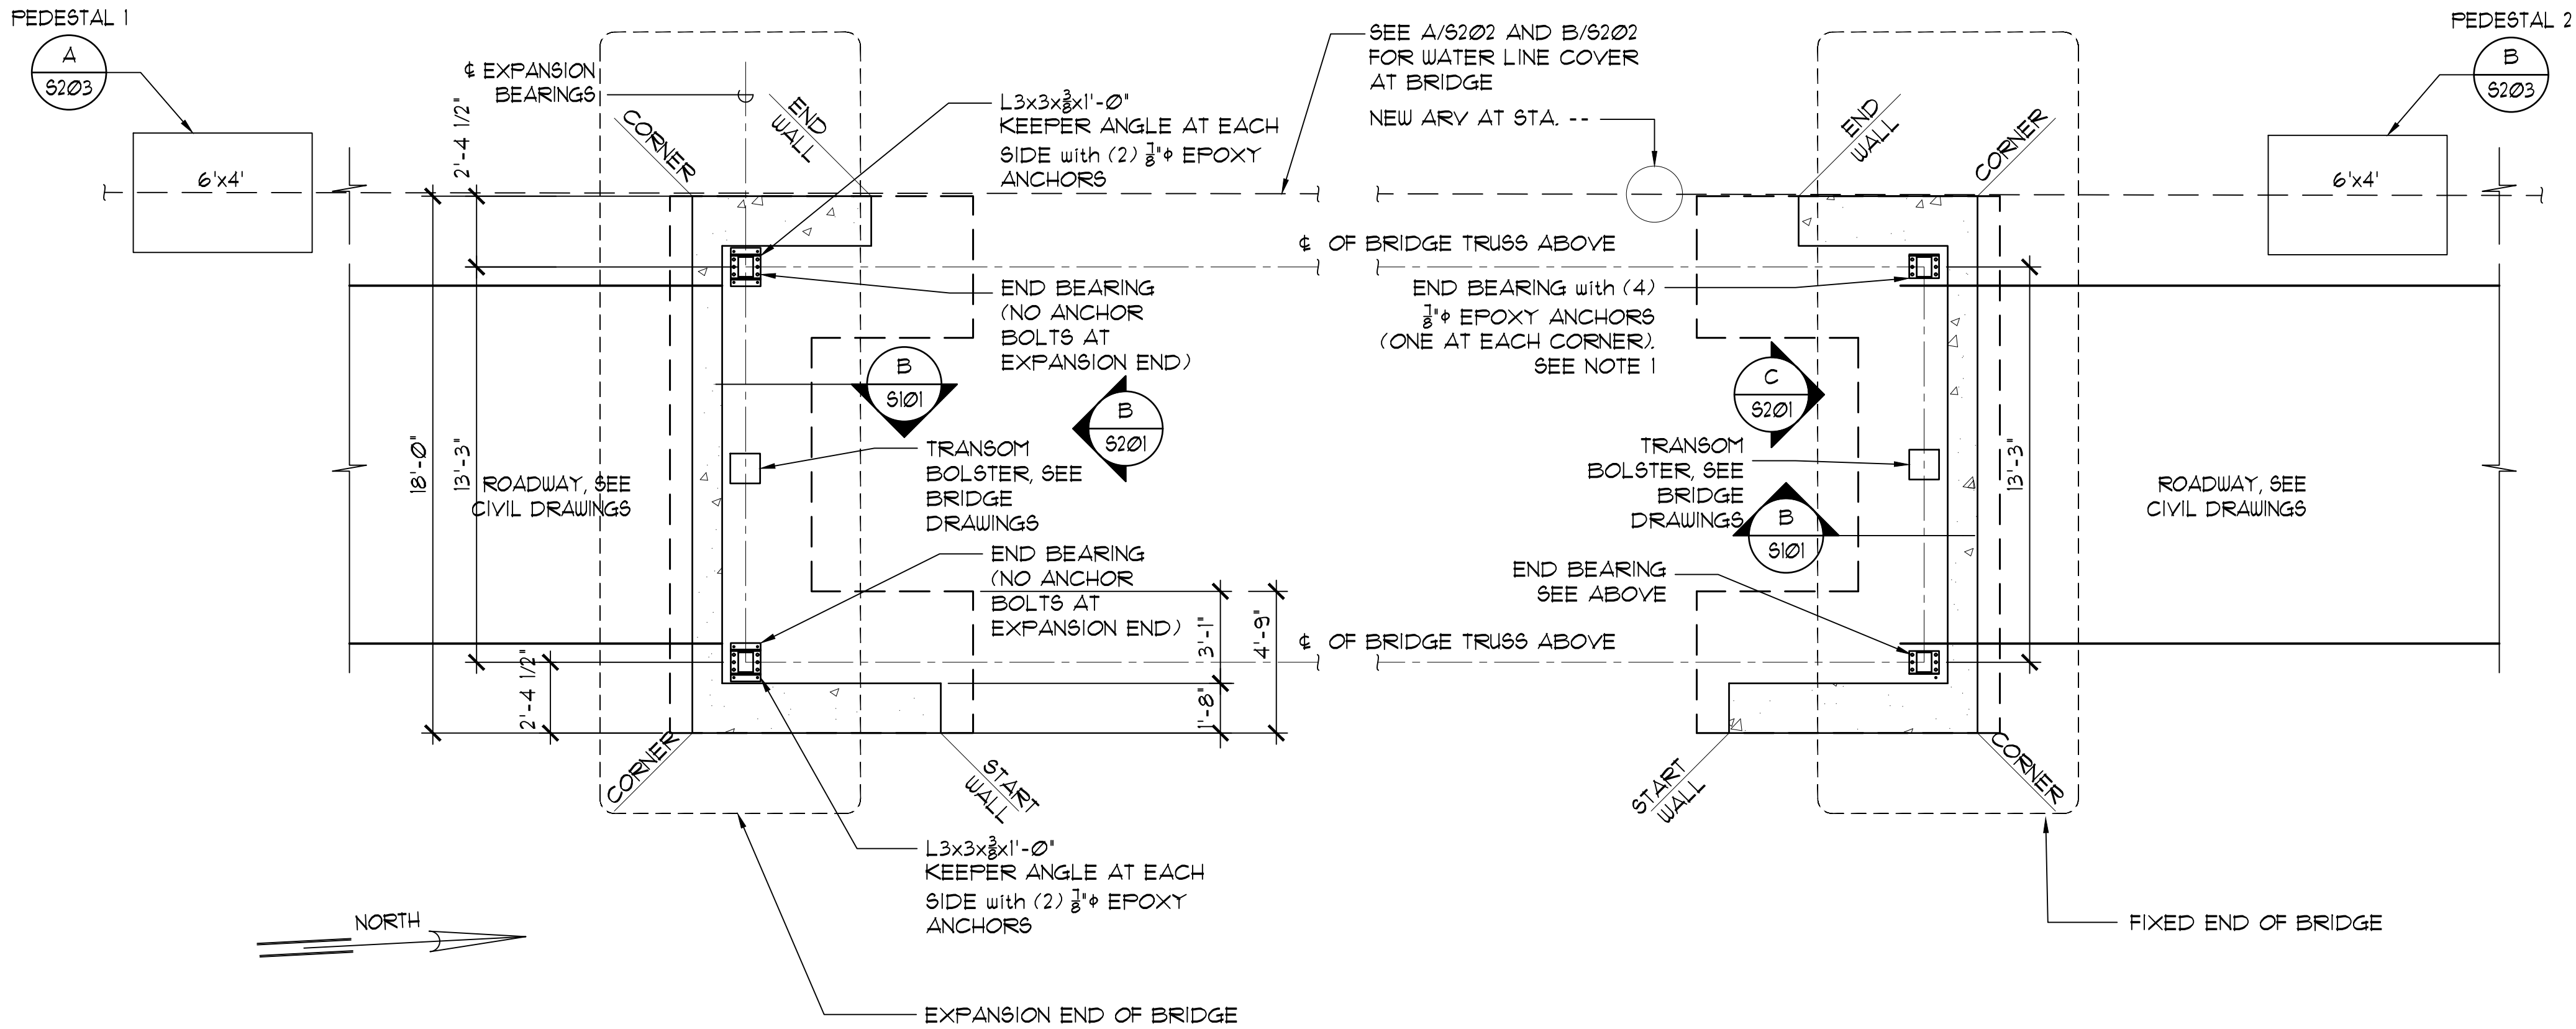 PEDESTAL 1
A
S203
6'x4'
℄ EXPANSION
BEARINGS
CORNER
END
WALL
L3x3x3/8x1'-0"
KEEPER ANGLE AT EACH
SIDE with (2) 7/8"φ EPOXY
ANCHORS
SEE A/S202 AND B/S202
FOR WATER LINE COVER
AT BRIDGE
NEW ARV AT STA. --
END
WALL
CORNER
PEDESTAL 2
B
S203
6'x4'
2'-4 1/2"
18'-0"
13'-3"
2'-4 1/2"
ROADWAY, SEE
CIVIL DRAWINGS
END BEARING
(NO ANCHOR
BOLTS AT
EXPANSION END)
B
S101
B
S201
TRANSOM
BOLSTER, SEE
BRIDGE
DRAWINGS
END BEARING
(NO ANCHOR
BOLTS AT
EXPANSION END)
3'-1"
4'-9"
1'-8"
℄ OF BRIDGE TRUSS ABOVE
END BEARING with (4)
7/8"φ EPOXY ANCHORS
(ONE AT EACH CORNER).
SEE NOTE 1
C
S201
TRANSOM
BOLSTER, SEE
BRIDGE
DRAWINGS
B
S101
END BEARING
SEE ABOVE
℄ OF BRIDGE TRUSS ABOVE
13'-3"
ROADWAY, SEE
CIVIL DRAWINGS
CORNER
START
WALL
START
WALL
CORNER
L3x3x3/8x1'-0"
KEEPER ANGLE AT EACH
SIDE with (2) 7/8"φ EPOXY
ANCHORS
NORTH
EXPANSION END OF BRIDGE
FIXED END OF BRIDGE